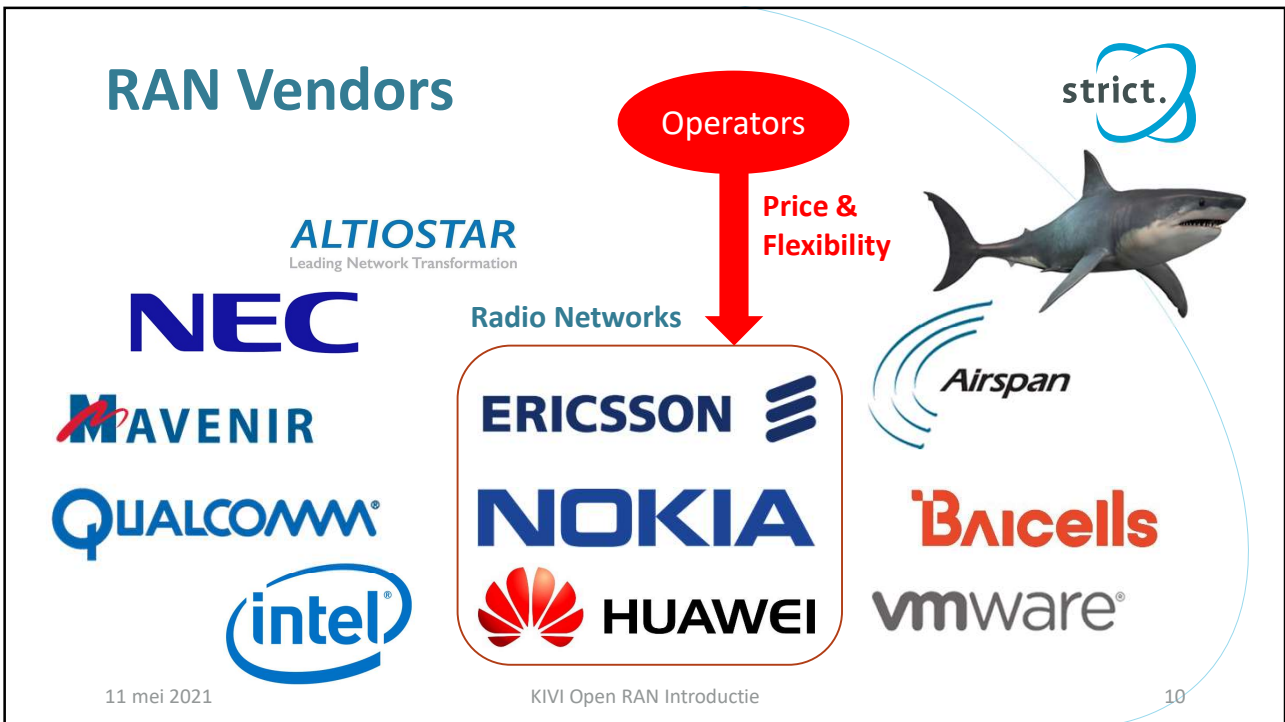 RAN Vendors
Operators
strict.
Price &
Flexibility
ALTIOSTAR
Leading Network Transformation
NEC
Radio Networks
Airspan
MAVENIR
ERICSSON
QUALCOMM®
NOKIA
BAICells
intel®
HUAWEI
vmware®
11 mei 2021
KIVI Open RAN Introductie
10